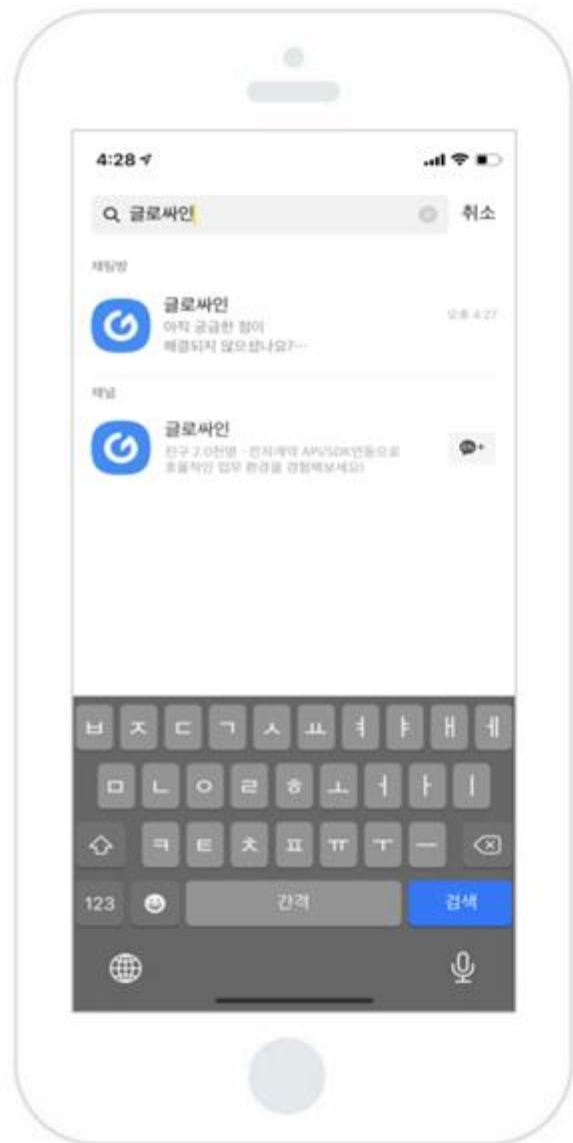 4:28
글로싸인 취소
채팅방
글로싸인
오후 4:27
아직 궁금한 점이
해결되지 않으셨나요?…
채널
글로싸인
친구 2.0천명 · 전자계약 API/SDK연동으로
효율적인 업무 환경을 경험해보세요!
ㅂ ㅈ ㄷ ㄱ ㅅ ㅛ ㅕ ㅑ ㅐ ㅔ
ㅁ ㄴ ㅇ ㄹ ㅎ ㅗ ㅓ ㅏ ㅣ
ㅋ ㅌ ㅊ ㅍ ㅠ ㅜ ㅡ
123 간격 검색